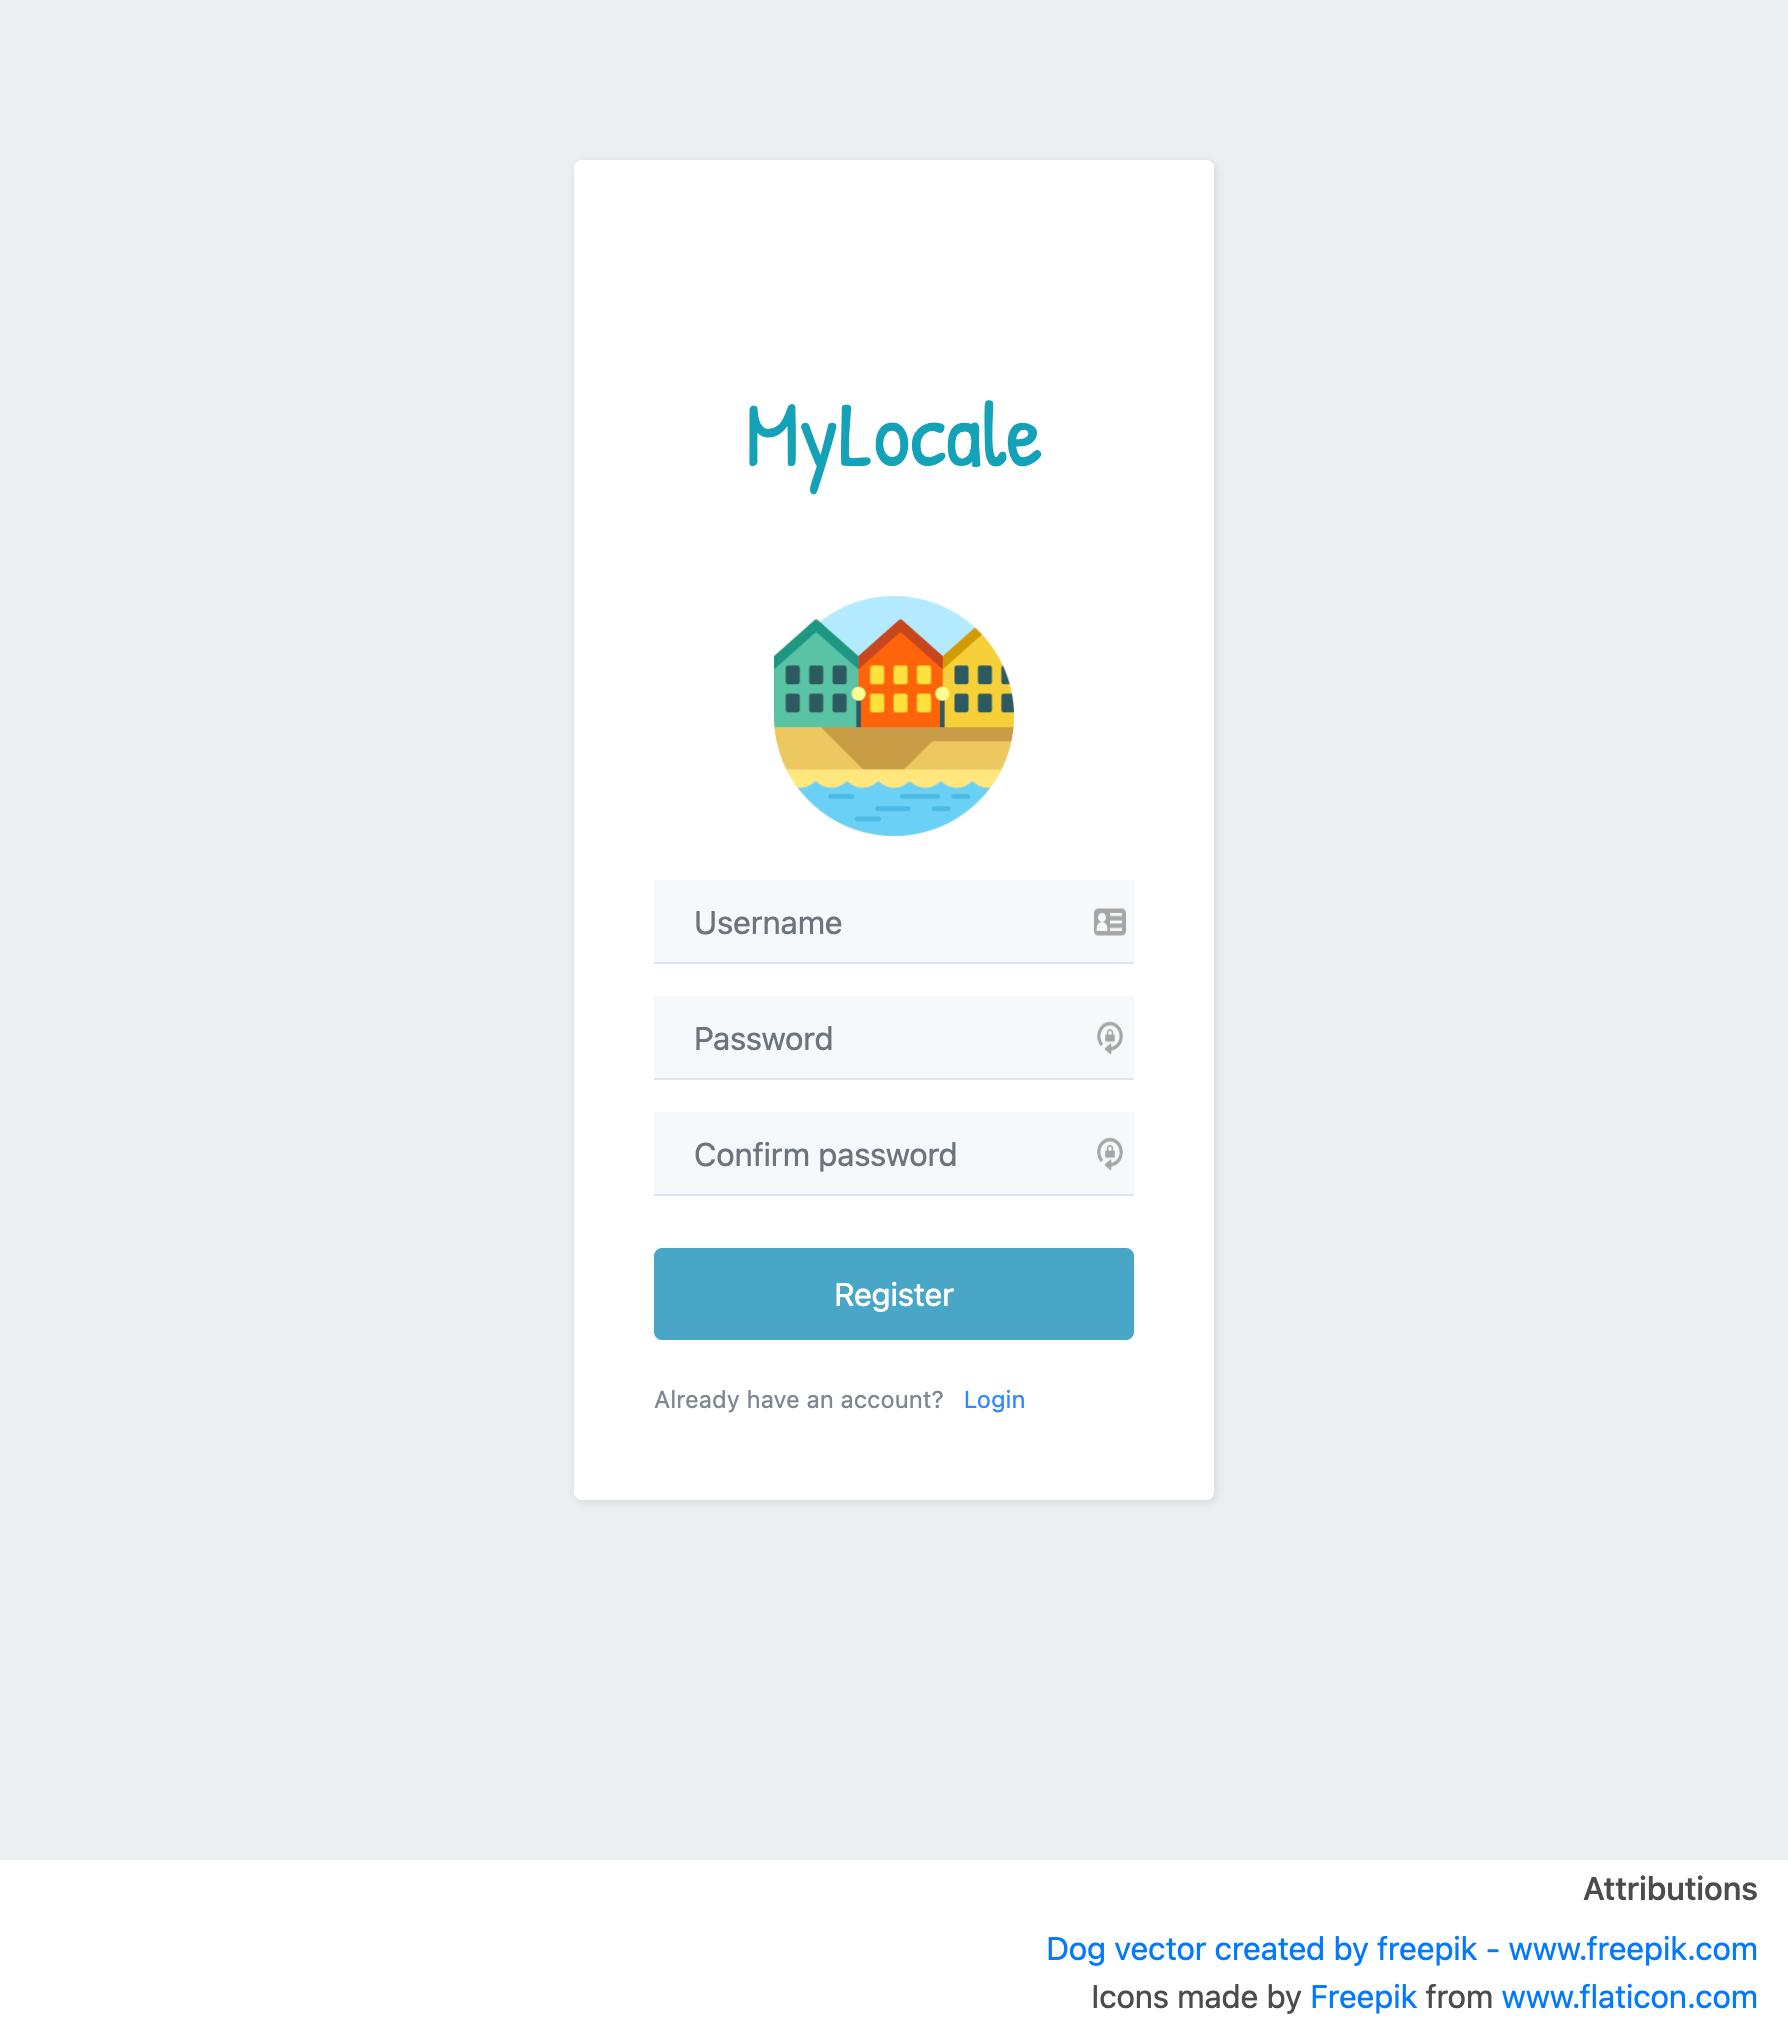 MyLocale
Username
Password
Confirm password
Register
Already have an account? Login
Attributions
Dog vector created by freepik - www.freepik.com
Icons made by Freepik from www.flaticon.com